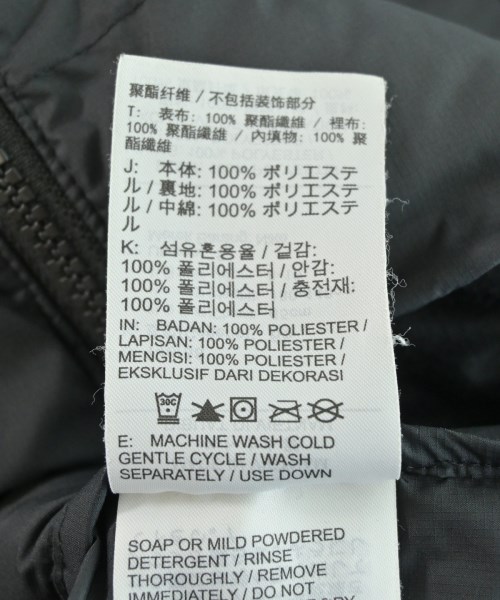 聚酯纤维 / 不包括装饰部分
T: 表布: 100% 聚酯纖維 / 裡布:
100% 聚酯纖維 / 內填物: 100% 聚
酯纖維
J: 本体: 100% ポリエステ
ル / 裏地: 100% ポリエステ
ル / 中綿: 100% ポリエステ
ル
K: 섬유혼용율 / 겉감:
100% 폴리에스터 / 안감:
100% 폴리에스터 / 충전재:
100% 폴리에스터
IN: BADAN: 100% POLIESTER /
LAPISAN: 100% POLIESTER /
MENGISI: 100% POLIESTER /
EKSKLUSIF DARI DEKORASI
30C
E: MACHINE WASH COLD
GENTLE CYCLE / WASH
SEPARATELY / USE DOWN
SOAP OR MILD POWDERED
DETERGENT / RINSE
THOROUGHLY / REMOVE
IMMEDIATELY / DO NOT